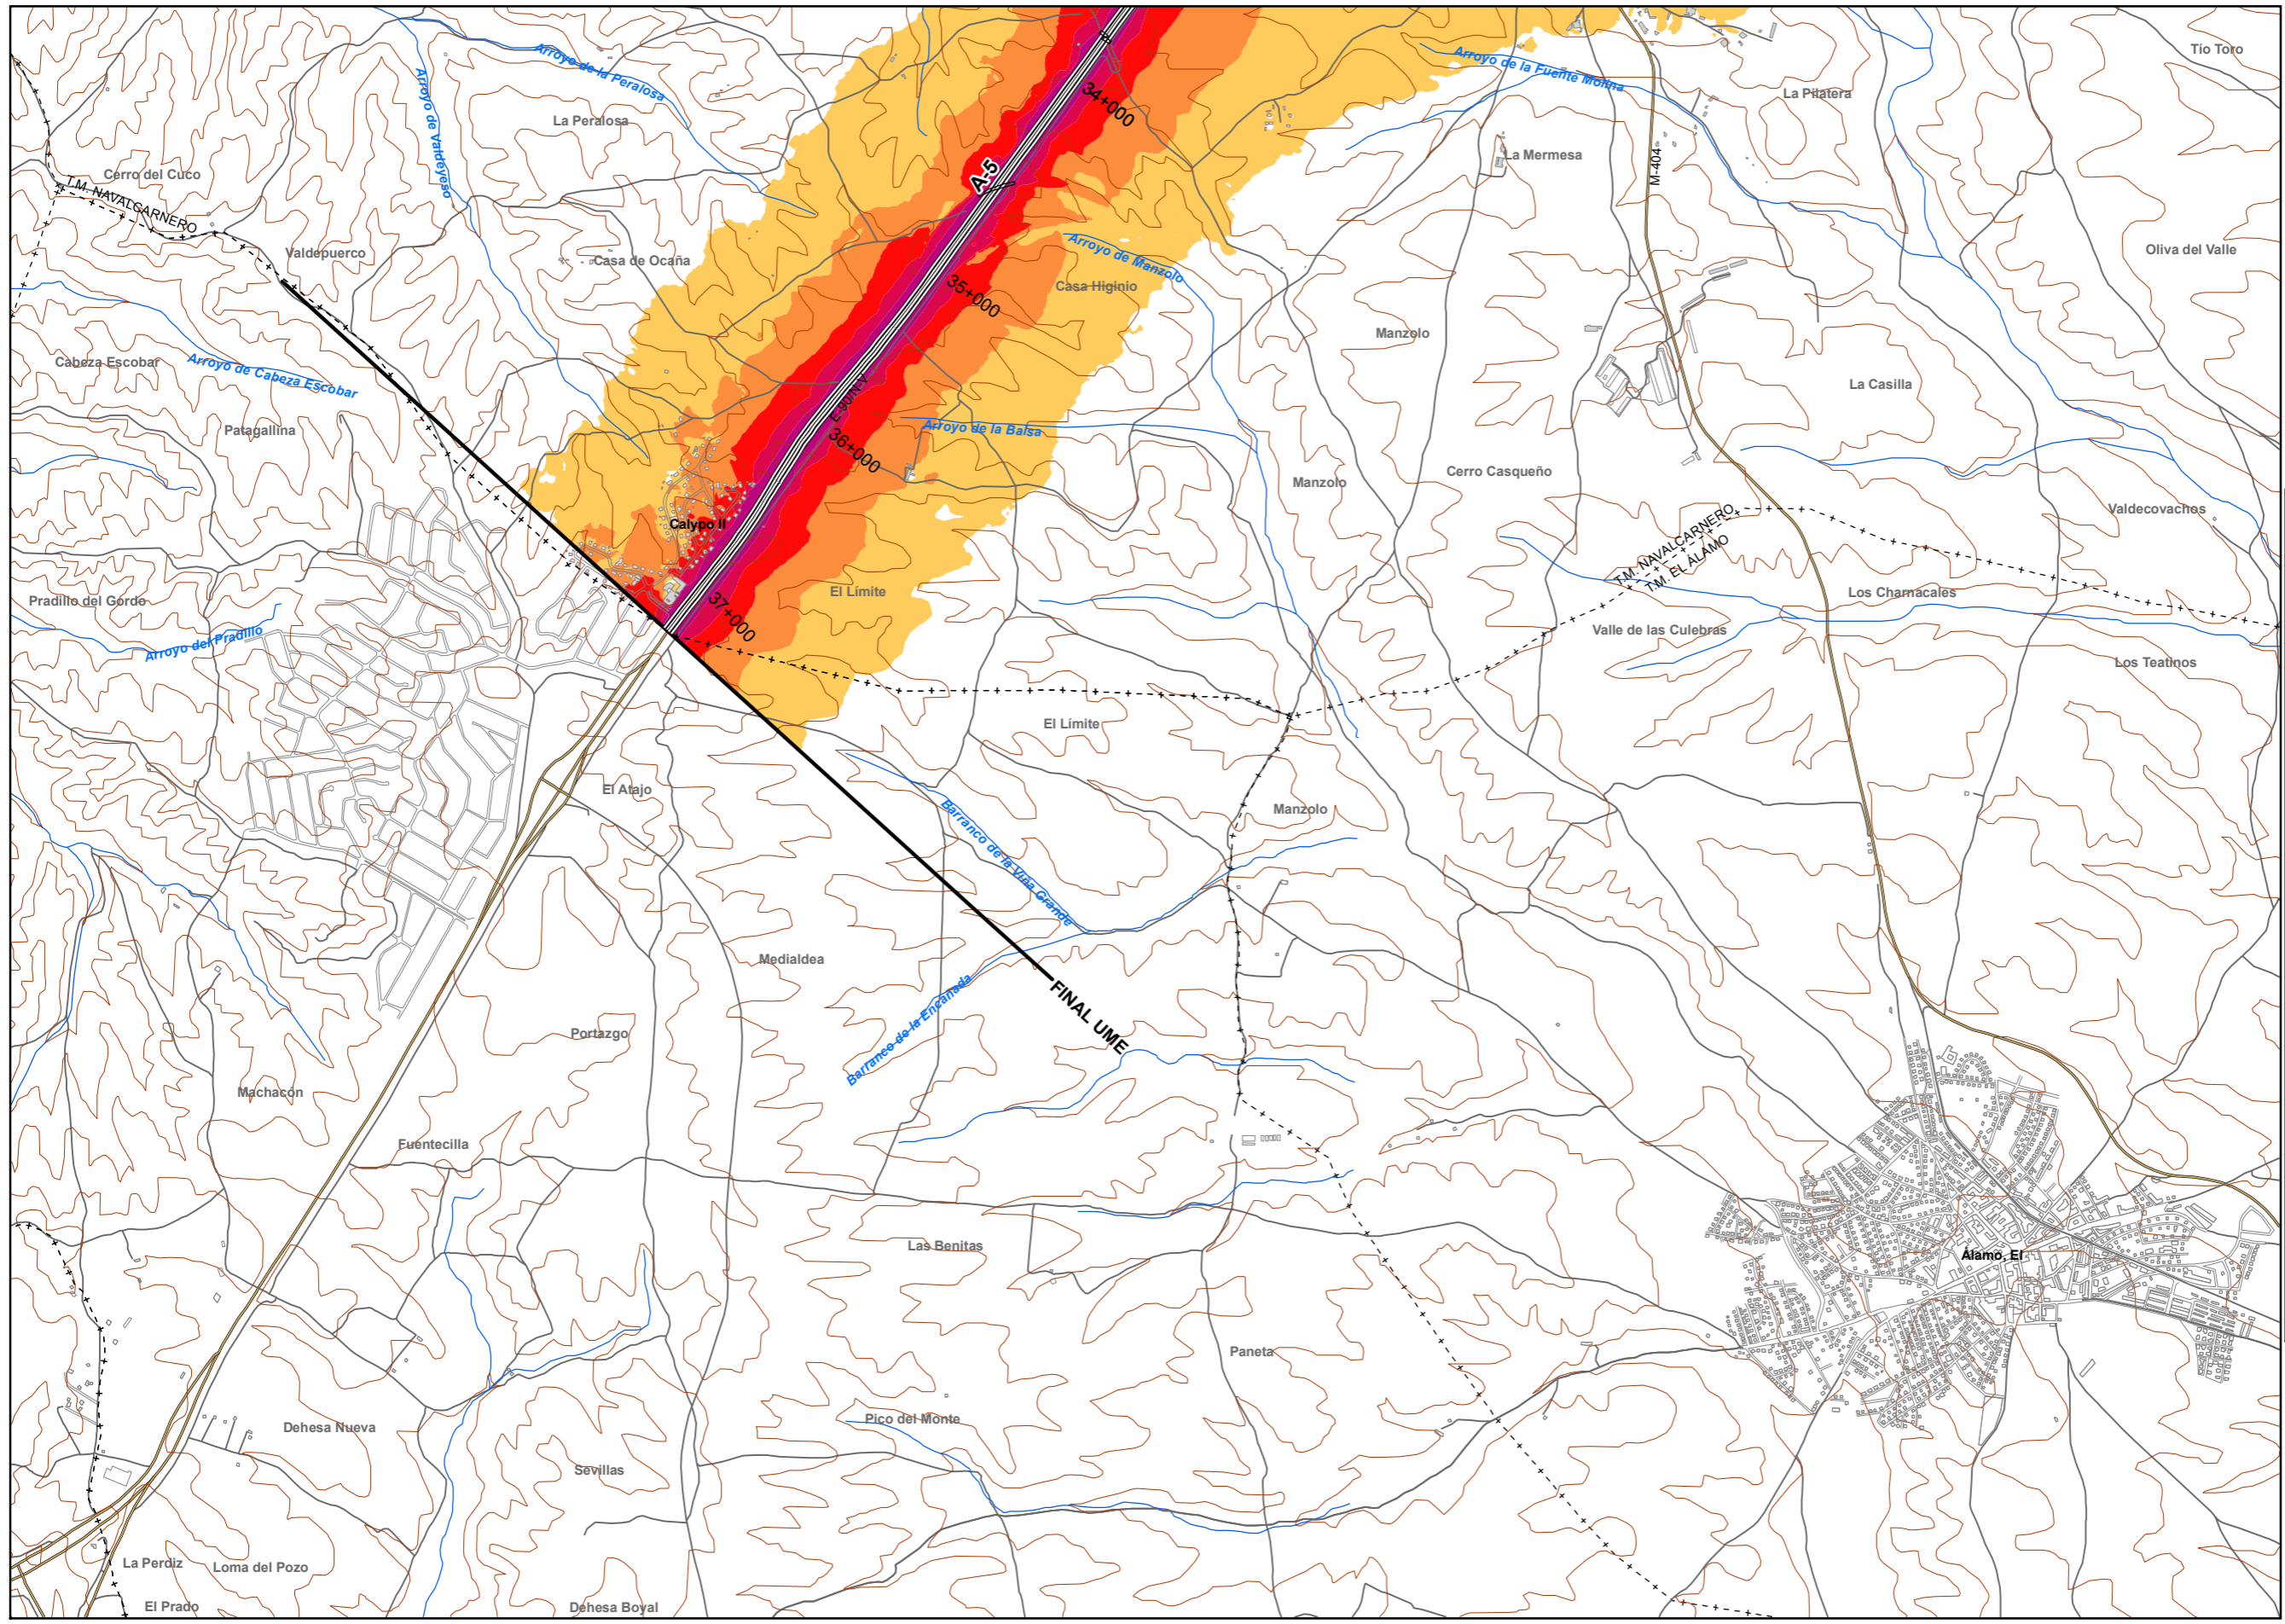 Tío Toro
Arroyo de la Peralosa
Arroyo de la Fuente Molina
Arroyo de Valdeyeso
34+000
La Pilatera
La Peralosa
La Mermesa
M-404
Cerro del Cuco
A-5
T.M. NAVALCARNERO
Valdepuerco
Casa de Ocaña
Arroyo de Manzolo
Oliva del Valle
35+000
Casa Higinio
Manzolo
Cabeza Escobar
Arroyo de Cabeza Escobar
La Casilla
E-90/N-V
Patagallina
Arroyo de la Balsa
36+000
Cerro Casqueño
Manzolo
Valdecovachos
Calypo II
T.M. NAVALCARNERO
T.M. EL ÁLAMO
El Límite
Los Charnacales
Pradillo del Gordo
37+000
Valle de las Culebras
Arroyo del Pradillo
Los Teatinos
El Límite
El Atajo
Manzolo
Barranco de la Viña Grande
Medialdea
FINAL UME
Barranco de la Encañada
Portazgo
Machacón
Fuentecilla
Las Benitas
Álamo, El
Paneta
Pico del Monte
Dehesa Nueva
Sevillas
La Perdiz
Loma del Pozo
El Prado
Dehesa Boyal